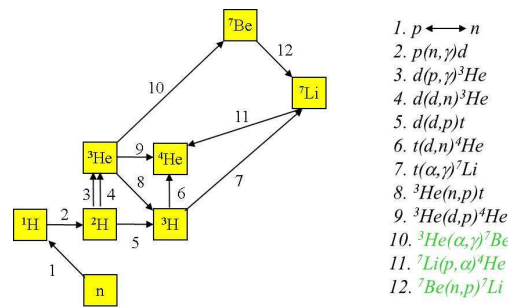 ⁷Be
12
⁷Li
10
11
³He
9
⁴He
8
7
3
4
6
¹H
2
²H
5
³H
1
n
1. p ⟷ n
2. p(n,γ)d
3. d(p,γ)³He
4. d(d,n)³He
5. d(d,p)t
6. t(d,n)⁴He
7. t(α,γ)⁷Li
8. ³He(n,p)t
9. ³He(d,p)⁴He
10. ³He(α,γ)⁷Be
11. ⁷Li(p,α)⁴He
12. ⁷Be(n,p)⁷Li